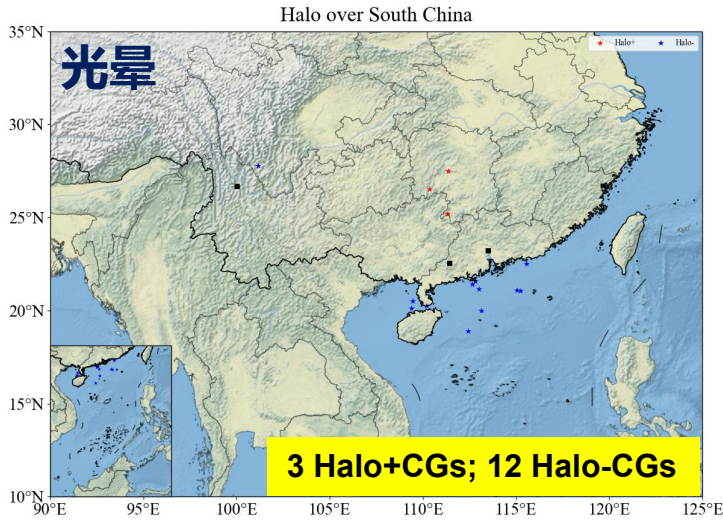 Halo over South China
35°N
光晕
Halo+ Halo-
30°N
25°N
20°N
15°N
3 Halo+CGs; 12 Halo-CGs
10°N
90°E 95°E 100°E 105°E 110°E 115°E 120°E 125°E